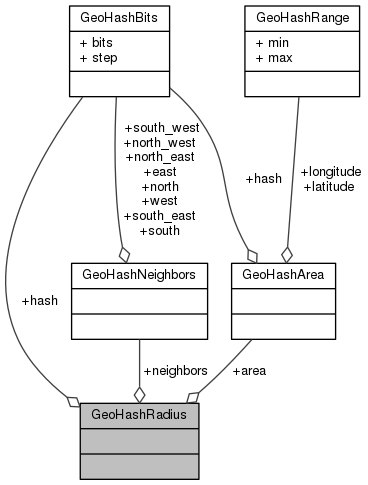 GeoHashBits
+ bits
+ step
GeoHashRange
+ min
+ max
+south_west
+north_west
+north_east
+east
+north
+west
+south_east
+south
+hash
+longitude
+latitude
GeoHashNeighbors
GeoHashArea
+hash
+neighbors
+area
GeoHashRadius